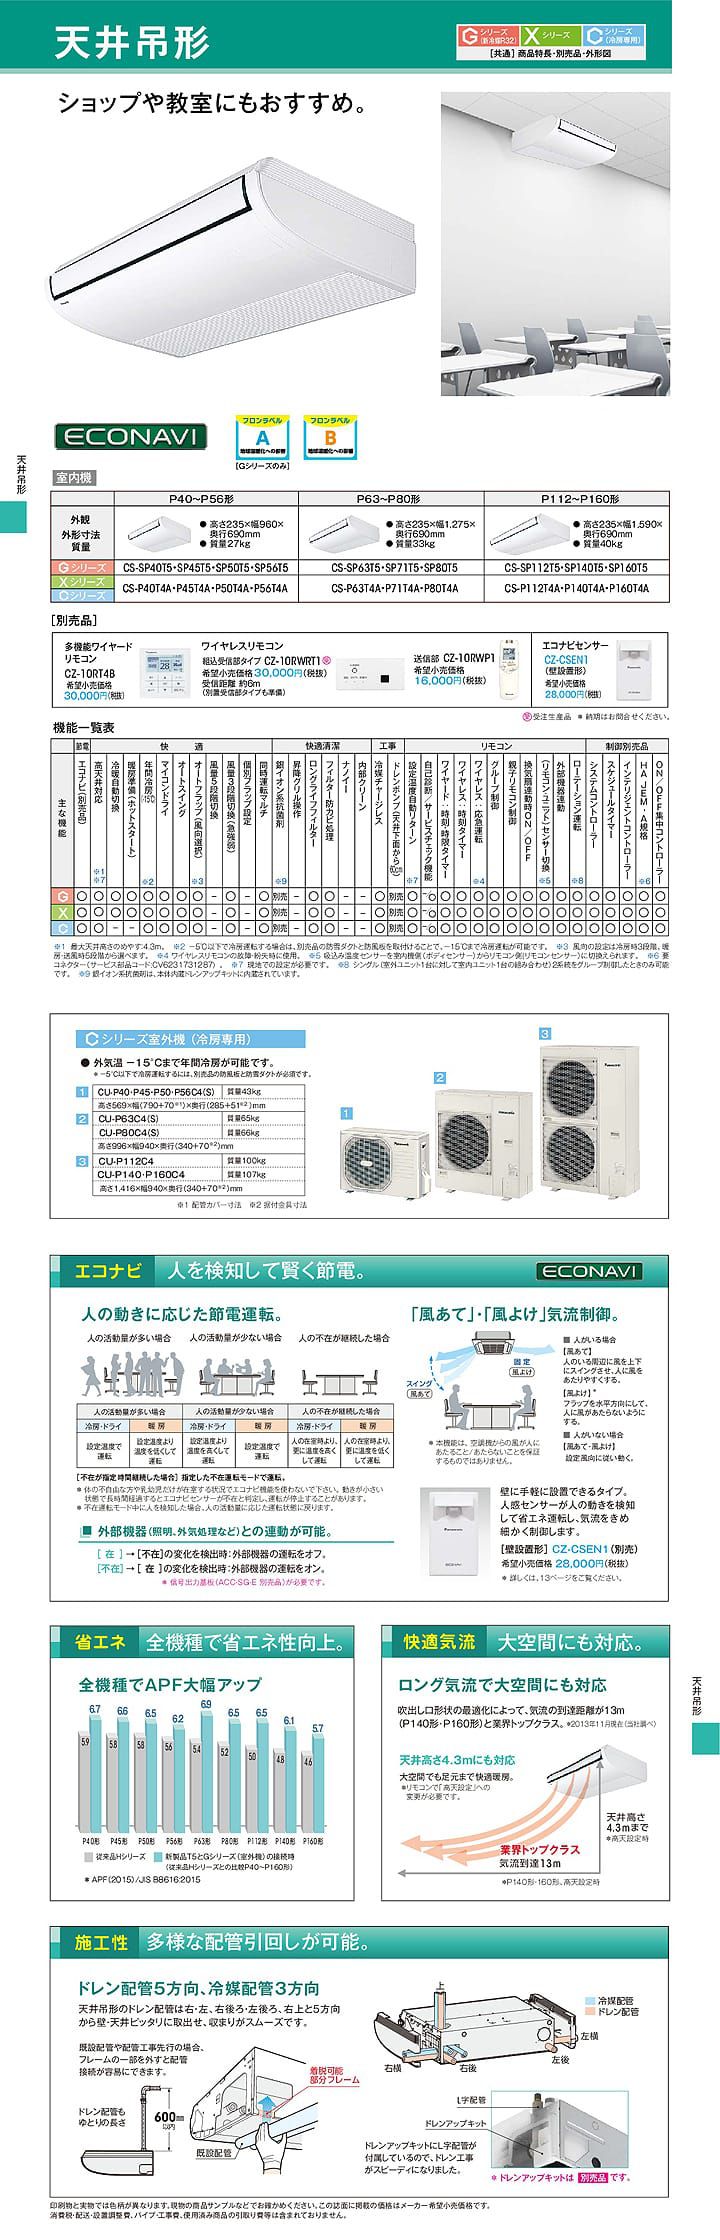 天井吊形
Gシリーズ(新冷媒R32)
Xシリーズ
Cシリーズ(冷房専用)
[共通] 商品特長・別売品・外形図
ショップや教室にもおすすめ。
ECONAVI
フロンラベル
A
地球温暖化への影響
[Gシリーズのみ]
フロンラベル
B
地球温暖化への影響
天井吊形
室内機
P40～P56形
P63～P80形
P112～P160形
外観
外形寸法
質量
● 高さ235×幅960×
奥行690mm
● 質量27kg
● 高さ235×幅1,275×
奥行690mm
● 質量33kg
● 高さ235×幅1,590×
奥行690mm
● 質量40kg
Gシリーズ
CS-SP40T5・SP45T5・SP50T5・SP56T5
CS-SP63T5・SP71T5・SP80T5
CS-SP112T5・SP140T5・SP160T5
Xシリーズ
Cシリーズ
CS-P40T4A・P45T4A・P50T4A・P56T4A
CS-P63T4A・P71T4A・P80T4A
CS-P112T4A・P140T4A・P160T4A
[別売品]
多機能ワイヤード
リモコン
CZ-10RT4B
希望小売価格
30,000円(税抜)
ワイヤレスリモコン
組込受信部タイプ CZ-10RWRT1 受
希望小売価格 30,000円(税抜)
受信距離 約6m
(別置受信部タイプも準備)
送信部 CZ-10RWP1
希望小売価格
16,000円(税抜)
エコナビセンサー
CZ-CSEN1
(壁設置形)
希望小売価格
28,000円(税抜)
受 受注生産品 ＊ 納期はお問合せください。
機能一覧表
主な機能
節電
快適
快適清潔
工事
リモコン
制御別売品
エコナビ(別売品)
高天井対応 ※1 ※7
冷暖自動切換
暖房準備(ホットスタート)
年間冷房(-15℃) ※2
マイコンドライ
オートスイング
オートフラップ(風向選択) ※3
風量5段階切換
風量3段階切換(急強弱)
個別フラップ設定
同時運転マルチ
銀イオン系抗菌剤 ※9
昇降グリル操作
ロングライフフィルター
フィルター防カビ処理
ナノイー
内部クリーン
冷媒チャージレス
ドレンポンプ(天井下面から60cm)
設定温度自動リターン ※7
自己診断／サービスチェック機能
ワイヤード：時刻・時限タイマー
ワイヤレス：時刻タイマー
ワイヤレス：応急運転 ※4
グループ制御
親子リモコン制御
換気扇連動時ON／OFF
(リモコン・ユニット)センサー切換 ※5
外部機器連動
ローテーション運転 ※8
システムコントローラー
スケジュールタイマー
インテリジェントコントローラー
HA、JEM‐A規格 ※6
ON／OFF集中コントローラー
G ○ ○ ○ ○ ○ ○ ○ ○ － ○ － ○ 別売 － ○ ○ － － ○ 別売 ○ － ○ ○ ○ ○ ○ ○ ○ ○ ○ ○ ○ ○ ○
X ○ ○ ○ ○ ○ ○ ○ ○ － ○ － ○ 別売 － ○ ○ － － ○ 別売 ○ － ○ ○ ○ ○ ○ ○ ○ ○ ○ ○ ○ ○ ○
C ○ ○ － － ○ ○ ○ ○ － ○ － ○ 別売 － ○ ○ － － ○ 別売 ○ － ○ ○ ○ ○ ○ ○ ○ ○ ○ ○ ○ ○ ○
※1 最大天井高さのめやす:4.3m。 ※2 －5℃以下で冷房運転する場合は、別売品の防雪ダクトと防風板を取付けることで、－15℃まで冷房運転が可能です。 ※3 風向の設定は冷房時3段階、暖
房・送風時5段階から選べます。 ※4 ワイヤレスリモコンの故障・紛失時に使用。 ※5 吸込み温度センサーを室内機側(ボディセンサー)からリモコン側(リモコンセンサー)に切換えられます。 ※6 要
コネクター(サービス部品コード:CV6231731287) 。 ※7 現地での設定が必要です。 ※8 シングル(室外ユニット1台に対して室内ユニット1台の組み合わせ)2系統をグループ制御したときのみ可能
です。 ※9 銀イオン系抗菌剤は、本体内蔵ドレンアップキットに内蔵されています。
Cシリーズ室外機(冷房専用)
● 外気温 －15℃まで年間冷房が可能です。
＊ －5℃以下で冷房運転するには、別売品の防風板と防雪ダクトが必須です。
1 CU-P40・P45・P50・P56C4(S) 質量43kg
高さ569×幅(790+70※1)×奥行(285+51※2)mm
2 CU-P63C4(S) 質量65kg
CU-P80C4(S) 質量66kg
高さ996×幅940×奥行(340+70※2)mm
3 CU-P112C4 質量100kg
CU-P140・P160C4 質量107kg
高さ1,416×幅940×奥行(340+70※2)mm
※1 配管カバー寸法 ※2 据付金具寸法
1
2
3
エコナビ 人を検知して賢く節電。
ECONAVI
人の動きに応じた節電運転。
人の活動量が多い場合
人の活動量が少ない場合
人の不在が継続した場合
人の活動量が多い場合
人の活動量が少ない場合
人の不在が継続した場合
冷房・ドライ 暖房 冷房・ドライ 暖房 冷房・ドライ 暖房
設定温度で運転
設定温度より温度を低くして運転
設定温度より温度を高くして運転
設定温度で運転
人の在室時より、更に温度を高くして運転
人の在室時より、更に温度を低くして運転
[不在が指定時間継続した場合] 指定した不在運転モードで運転。
＊ 体の不自由な方や乳幼児だけが在室する状況でエコナビ機能を使わないで下さい。動きが小さい
状態で長時間経過するとエコナビセンサーが不在と判定し、運転が停止することがあります。
＊ 不在運転モード中に人を検知した場合、人の活動量に応じた運転状態に戻ります。
■ 外部機器(照明、外気処理など)との連動が可能。
[ 在 ] → [不在]の変化を検出時:外部機器の運転をオフ。
[不在] → [ 在 ]の変化を検出時:外部機器の運転をオン。
＊ 信号出力基板(ACC-SG-E 別売品)が必要です。
「風あて」・「風よけ」気流制御。
スイング
風あて
固定
風よけ
＊ 本機能は、空調機からの風が人に
あたること/あたらないことを保証
するものではありません。
■ 人がいる場合
[風あて]
人のいる周辺に風を上下
にスイングさせ、人に風を
あたりやすくする。
[風よけ]＊
フラップを水平方向にして、
人に風があたらないように
する。
■ 人がいない場合
[風あて・風よけ]
設定風向に従い動く。
壁に手軽に設置できるタイプ。
人感センサーが人の動きを検知
して省エネ運転し、気流をきめ
細かく制御します。
[壁設置形] CZ-CSEN1(別売)
希望小売価格 28,000円(税抜)
＊ 詳しくは、13ページをご覧ください。
省エネ 全機種で省エネ性向上。
全機種でAPF大幅アップ
5.9 6.7
5.8 6.6
5.8 6.5
5.6 6.2
5.4 6.9
5.2 6.5
5.0 6.5
4.8 6.1
4.6 5.7
P40形 P45形 P50形 P56形 P63形 P80形 P112形 P140形 P160形
従来品Hシリーズ
新製品T5とGシリーズ(室外機)の接続時
(従来品Hシリーズとの比較P40～P160形)
＊ APF(2015)/JIS B8616:2015
快適気流 大空間にも対応。
ロング気流で大空間にも対応
吹出し口形状の最適化によって、気流の到達距離が13m
(P140形・P160形)と業界トップクラス。＊2013年11月現在(当社調べ)
天井高さ4.3mにも対応
大空間でも足元まで快適暖房。
＊リモコンで「高天設定」への
変更が必要です。
業界トップクラス
気流到達13m
＊P140形・160形、高天設定時
天井高さ
4.3mまで
＊高天設定時
天井吊形
施工性 多様な配管引回しが可能。
ドレン配管5方向、冷媒配管3方向
天井吊形のドレン配管は右・左、右後ろ・左後ろ、右上と5方向
から壁・天井ピッタリに取出せ、収まりがスムーズです。
既設配管や配管工事先行の場合、
フレームの一部を外すと配管
接続が容易にできます。
ドレン配管も
ゆとりの長さ
600mm
以内
着脱可能
部分フレーム
既設配管
上
冷媒配管
ドレン配管
左横
左後
右後
右横
L字配管
ドレンアップキット
ドレンアップキットにL字配管が
付属しているので、ドレン工事
がスピーディになりました。
＊ ドレンアップキットは 別売品 です。
印刷物と実物では色柄が異なります。現物の商品サンプルなどでお確かめください。この誌面に掲載の価格はメーカー希望小売価格です。
消費税・配送・設置調整費、パイプ・工事費、使用済み商品の引取り費等は含まれておりません。